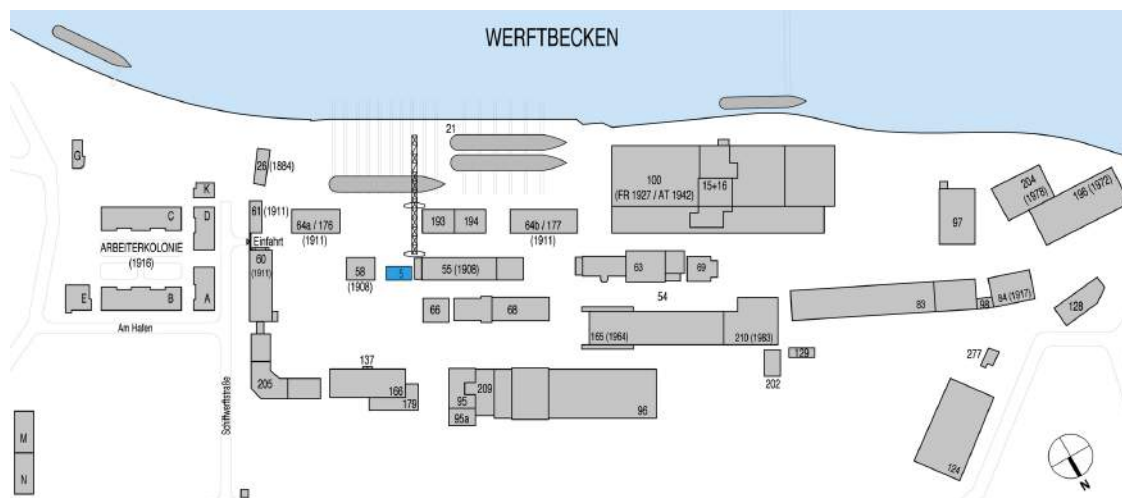 WERFTBECKEN
21
G
26 (1884)
K
C
D
ARBEITERKOLONIE
(1916)
E
B
A
Am Hafen
61 (1911)
Einfahrt
60
(1911)
64a / 176
(1911)
193
194
64b / 177
(1911)
100
(FR 1927 / AT 1942)
15+16
97
204
(1978)
196 (1972)
58
(1908)
5
55 (1908)
63
69
54
66
68
165 (1964)
210 (1983)
83
98
84 (1917)
128
129
202
277
205
137
166
179
95
95a
209
96
124
Schiffwerftstraße
M
N
N